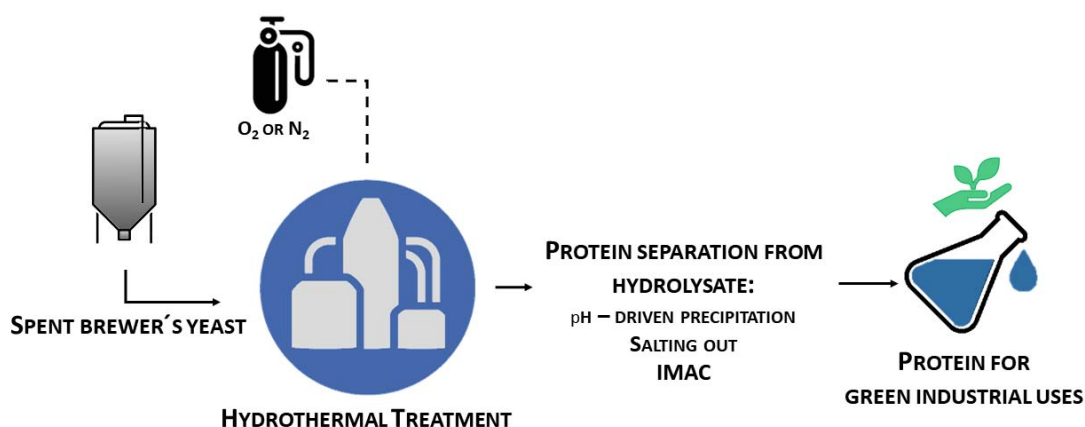 O₂ OR N₂
SPENT BREWER´S YEAST
HYDROTHERMAL TREATMENT
PROTEIN SEPARATION FROM
HYDROLYSATE:
pH – DRIVEN PRECIPITATION
SALTING OUT
IMAC
PROTEIN FOR
GREEN INDUSTRIAL USES